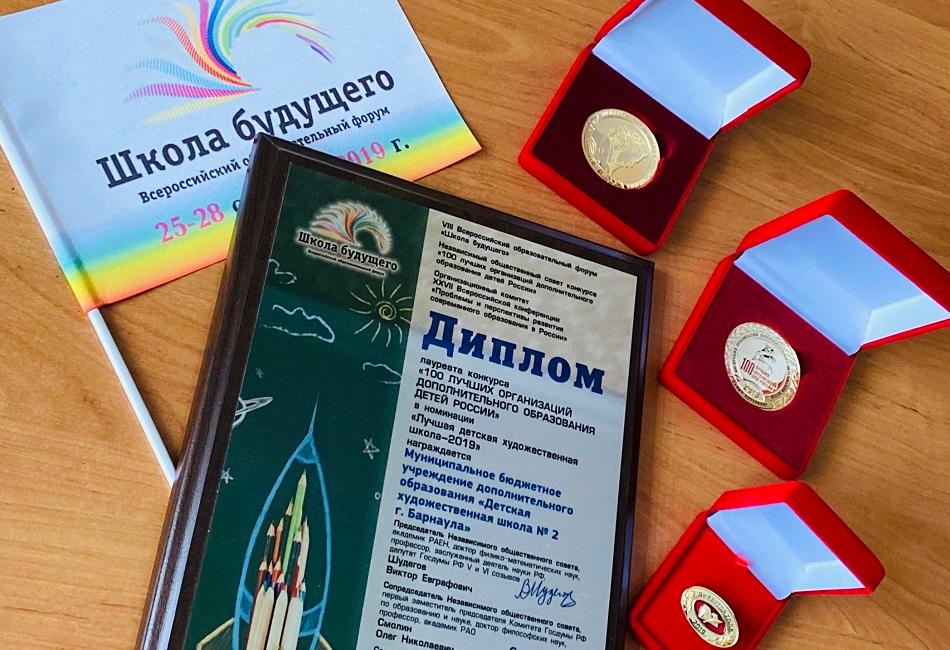 Школа будущего
Всероссийский
тельный форум
25-28
2019 г.
Школа будущего
Всероссийский образовательный форум
VIII Всероссийский образовательный форум
«Школа будущего»
Независимый общественный совет конкурса
«100 лучших организаций дополнительного
образования детей России»
Организационный комитет
XXVII Всероссийской конференции
«Проблемы и перспективы развития
современного образования в России»
Диплом
лауреата конкурса
«100 ЛУЧШИХ ОРГАНИЗАЦИЙ
ДОПОЛНИТЕЛЬНОГО ОБРАЗОВАНИЯ
ДЕТЕЙ РОССИИ»
в номинации
«Лучшая детская художественная
школа–2019»
награждается
Муниципальное бюджетное
учреждение дополнительного
образования «Детская
художественная школа № 2
г. Барнаула»
Председатель Независимого общественного совета,
академик РАЕН, доктор физико-математических наук,
профессор, заслуженный деятель науки РФ,
депутат Госдумы РФ V и VI созывов
Шудегов
Виктор Евграфович
Сопредседатель Независимого общественного совета,
первый заместитель председателя Комитета Госдумы РФ
по образованию и науке, доктор философских наук,
профессор, академик РАО
Смолин
Олег Николаевич
100